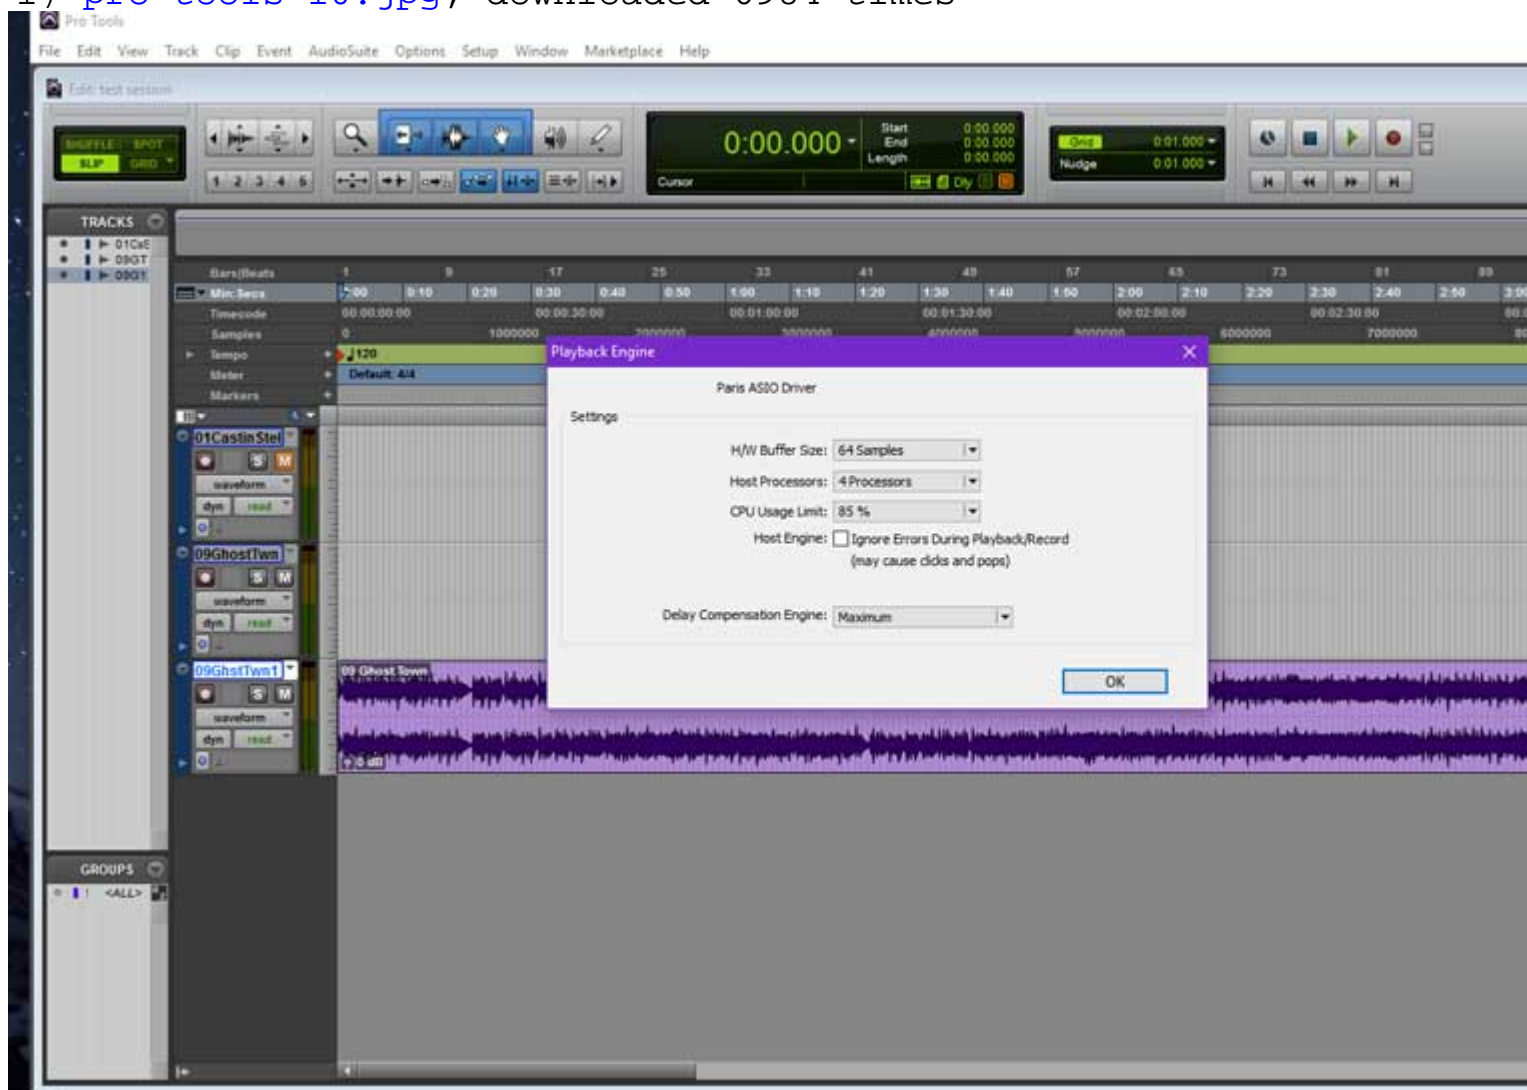 Pro Tools
File Edit View Track Clip Event AudioSuite Options Setup Window Marketplace Help
Edit: test session
SHUFFLE SPOT
SLIP GRID
1 2 3 4 5
0:00.000
Start 0:00.000
End 0:00.000
Length 0:00.000
Cursor
Dly
Grid 0:01.000
Nudge 0:01.000
TRACKS
01CsS
09GT
09GT
Bars|Beats 1 9 17 25 33 41 49 57 65 73 81 89
Min:Secs 0:10 0:20 0:30 0:40 0:50 1:00 1:10 1:20 1:30 1:40 1:50 2:00 2:10 2:20 2:30 2:40 2:50
Timecode 00:00:00:00 00:00:30:00 00:01:00:00 00:01:30:00 00:02:00:00 00:02:30:00
Samples 0 1000000 2000000 3000000 4000000 5000000 6000000 7000000
Tempo 120
Meter Default: 4/4
Markers
Playback Engine
Paris ASIO Driver
Settings
H/W Buffer Size: 64 Samples
Host Processors: 4 Processors
CPU Usage Limit: 85 %
Host Engine: Ignore Errors During Playback/Record
(may cause clicks and pops)
Delay Compensation Engine: Maximum
OK
01CastinStel
S M
waveform
dyn read
09GhostTwn
S M
waveform
dyn read
09GhstTwn1
S M
waveform
dyn read
09 Ghost Town
0 dB
GROUPS
! <ALL>